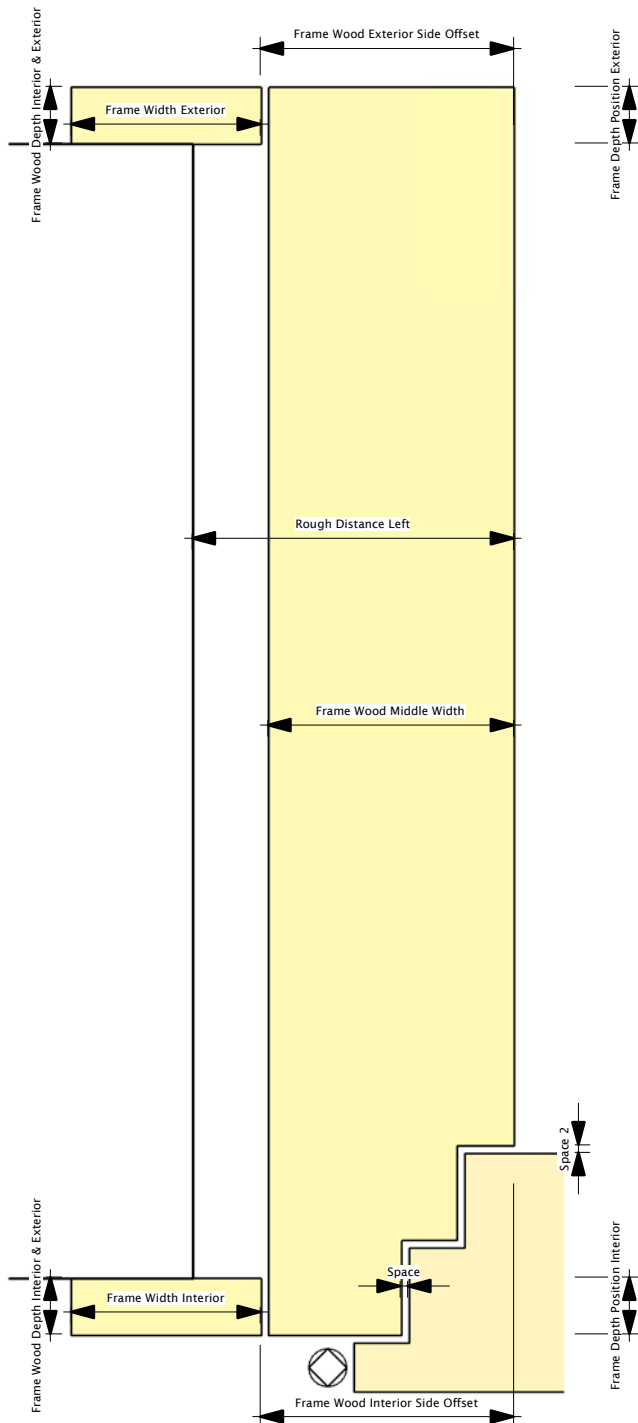 Frame Wood Exterior Side Offset
Frame Wood Depth Interior & Exterior
Frame Width Exterior
Frame Depth Position Exterior
Rough Distance Left
Frame Wood Middle Width
Space 2
Frame Wood Depth Interior & Exterior
Space
Frame Width Interior
Frame Depth Position Interior
Frame Wood Interior Side Offset